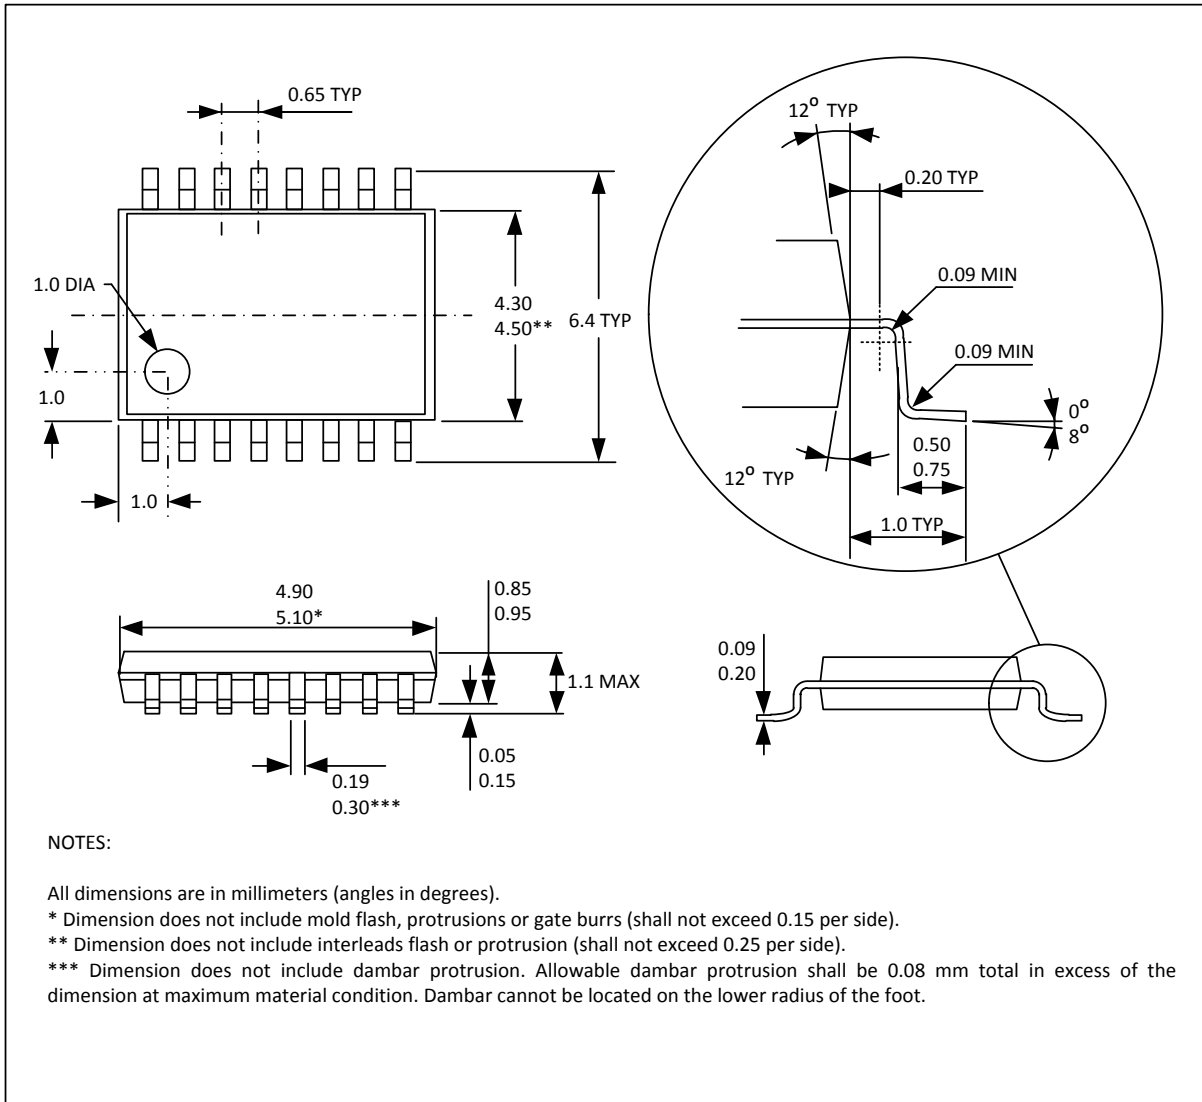 0.65 TYP
1.0 DIA
4.30
4.50**
6.4 TYP
1.0
1.0
12° TYP
0.20 TYP
0.09 MIN
0.09 MIN
0°
8°
0.50
0.75
12° TYP
1.0 TYP
4.90
5.10*
0.85
0.95
1.1 MAX
0.05
0.15
0.19
0.30***
0.09
0.20
NOTES:
All dimensions are in millimeters (angles in degrees).
* Dimension does not include mold flash, protrusions or gate burrs (shall not exceed 0.15 per side).
** Dimension does not include interleads flash or protrusion (shall not exceed 0.25 per side).
*** Dimension does not include dambar protrusion. Allowable dambar protrusion shall be 0.08 mm total in excess of the
dimension at maximum material condition. Dambar cannot be located on the lower radius of the foot.